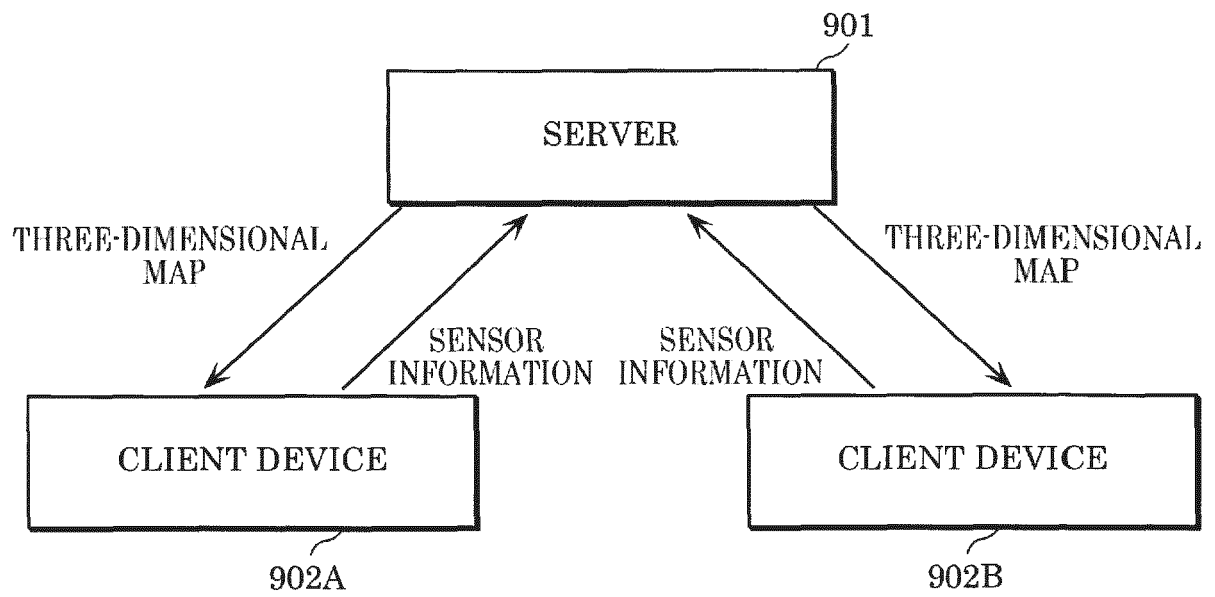 901
SERVER
THREE-DIMENSIONAL
MAP
THREE-DIMENSIONAL
MAP
SENSOR
INFORMATION
SENSOR
INFORMATION
CLIENT DEVICE
CLIENT DEVICE
902A
902B